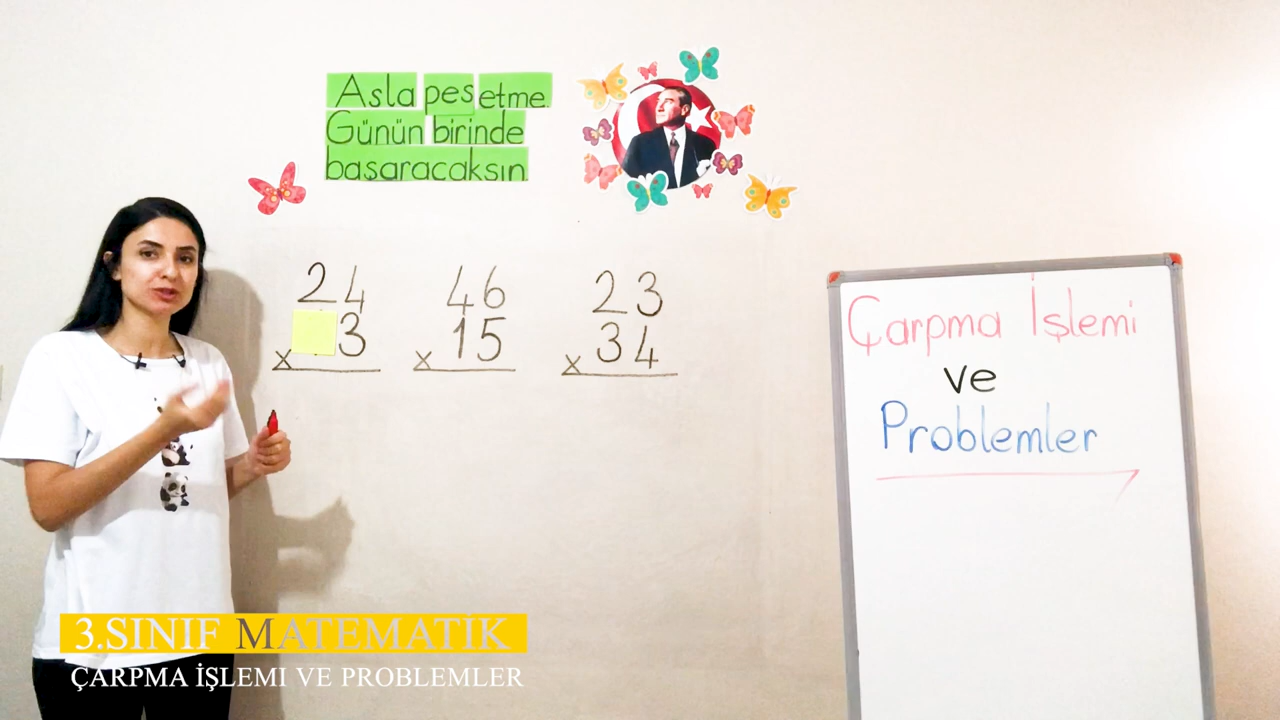 Asla pes etme.
Günün birinde
başaracaksın.
24
x 3
46
x 15
23
x 34
Çarpma İşlemi
ve
Problemler
3.SINIF MATEMATİK
ÇARPMA İŞLEMI VE PROBLEMLER